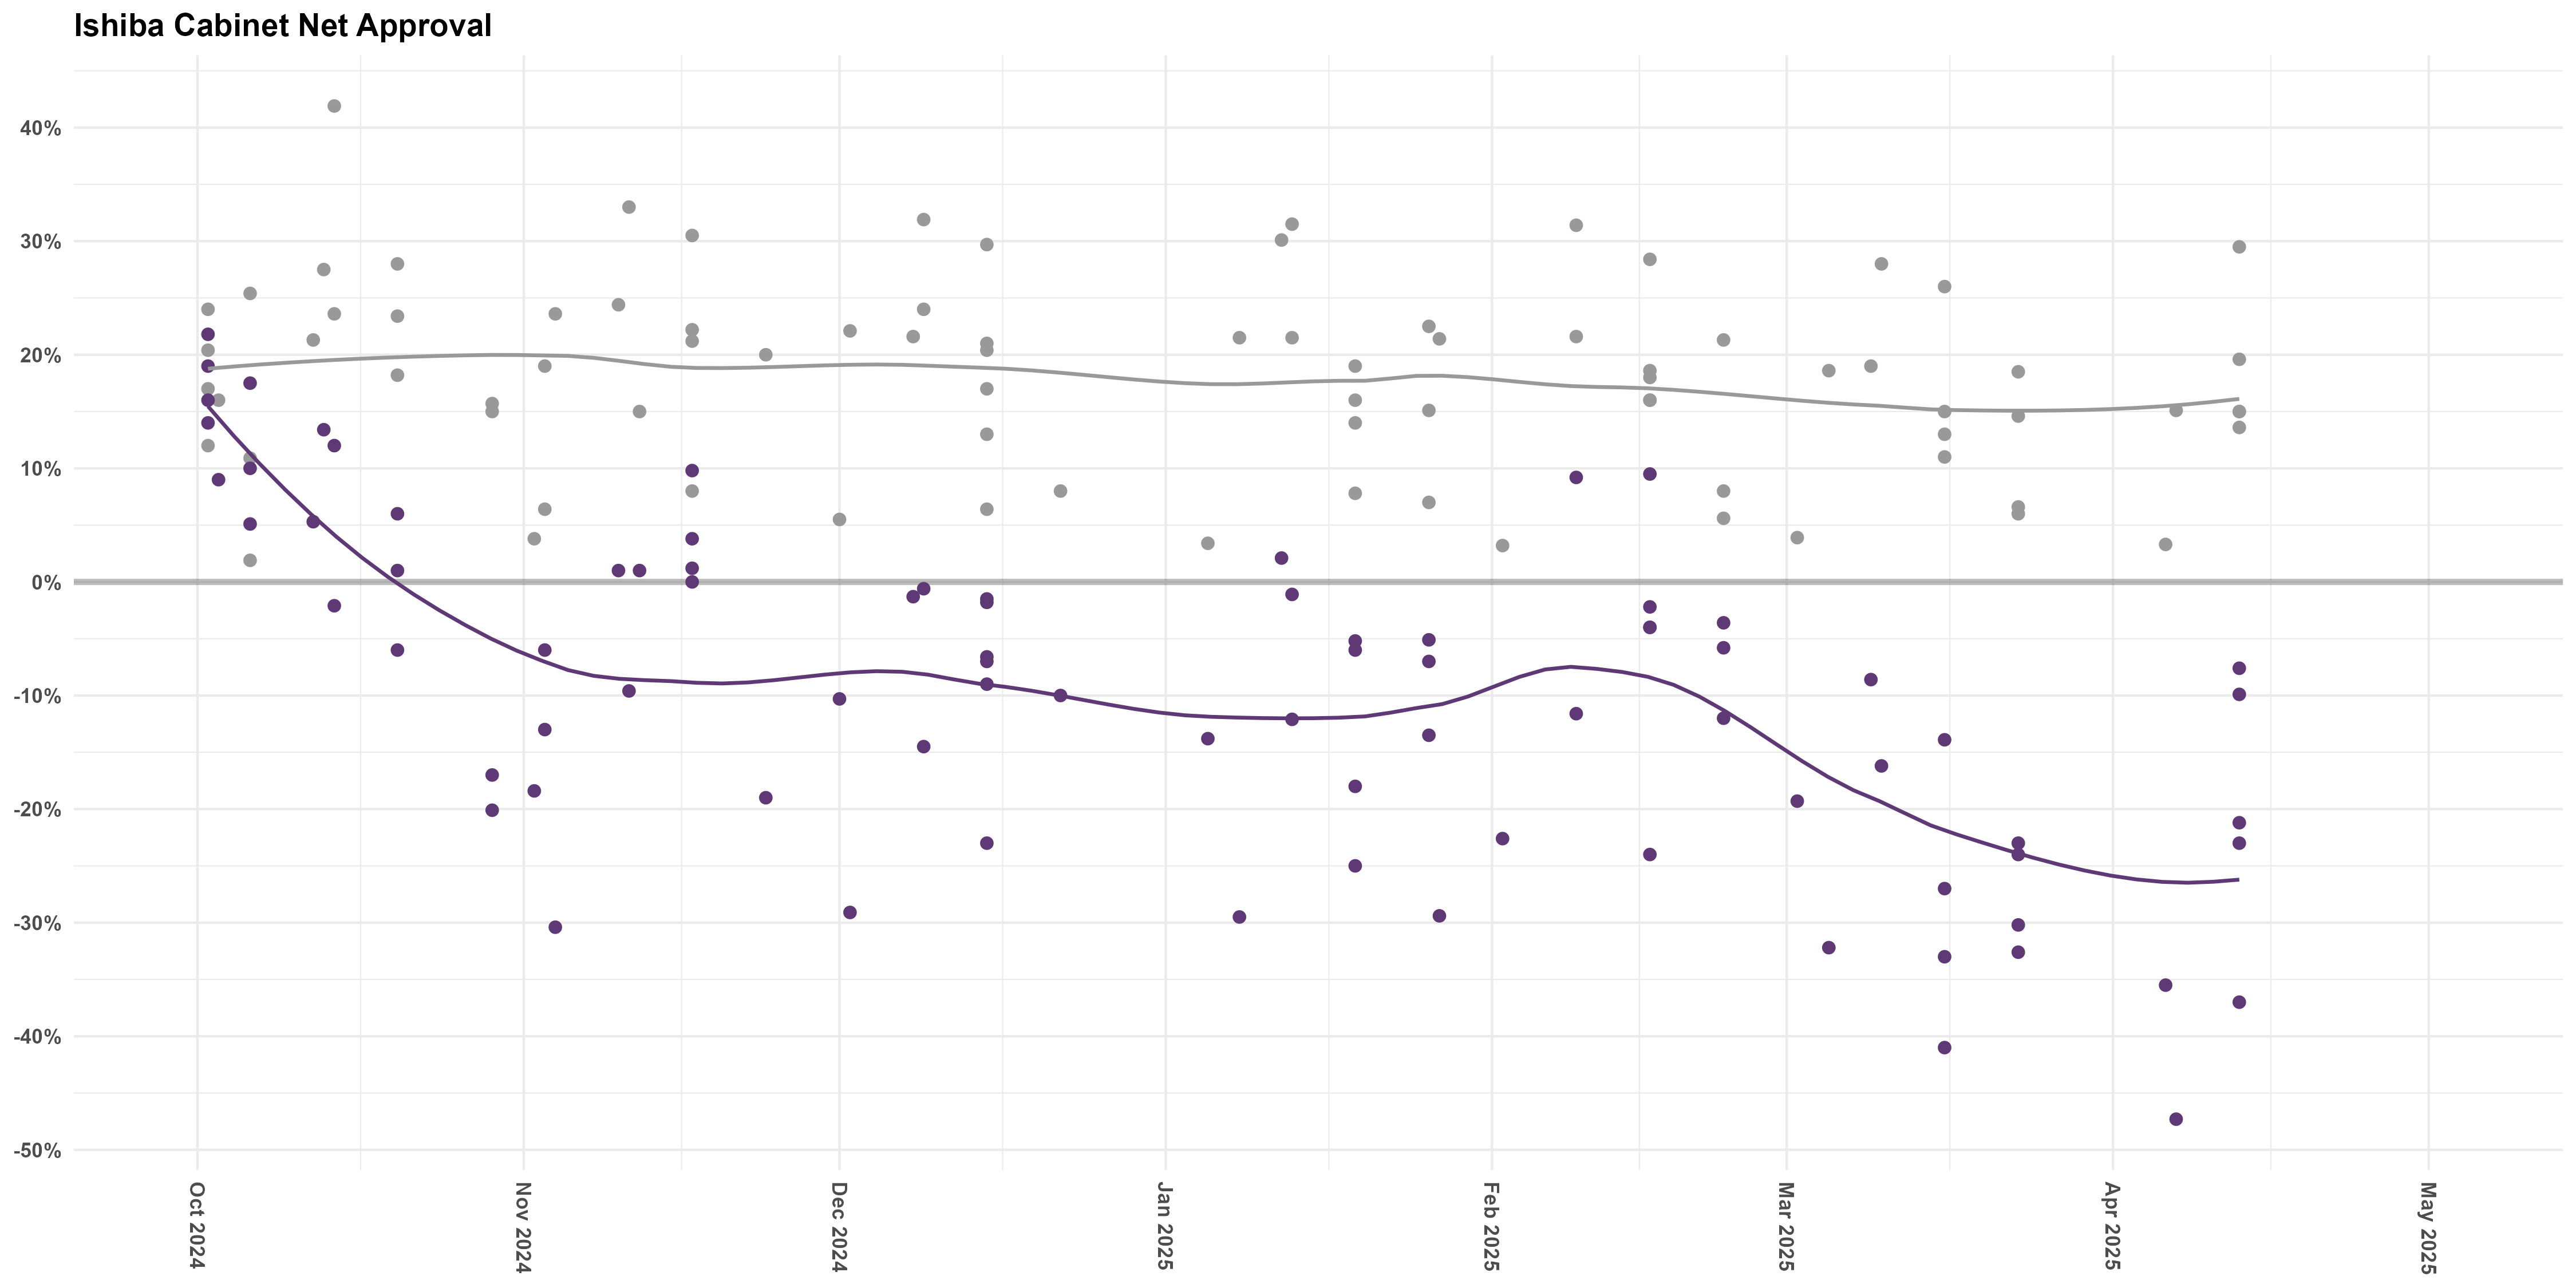 Ishiba Cabinet Net Approval
40%
30%
20%
10%
0%
-10%
-20%
-30%
-40%
-50%
Oct 2024
Nov 2024
Dec 2024
Jan 2025
Feb 2025
Mar 2025
Apr 2025
May 2025